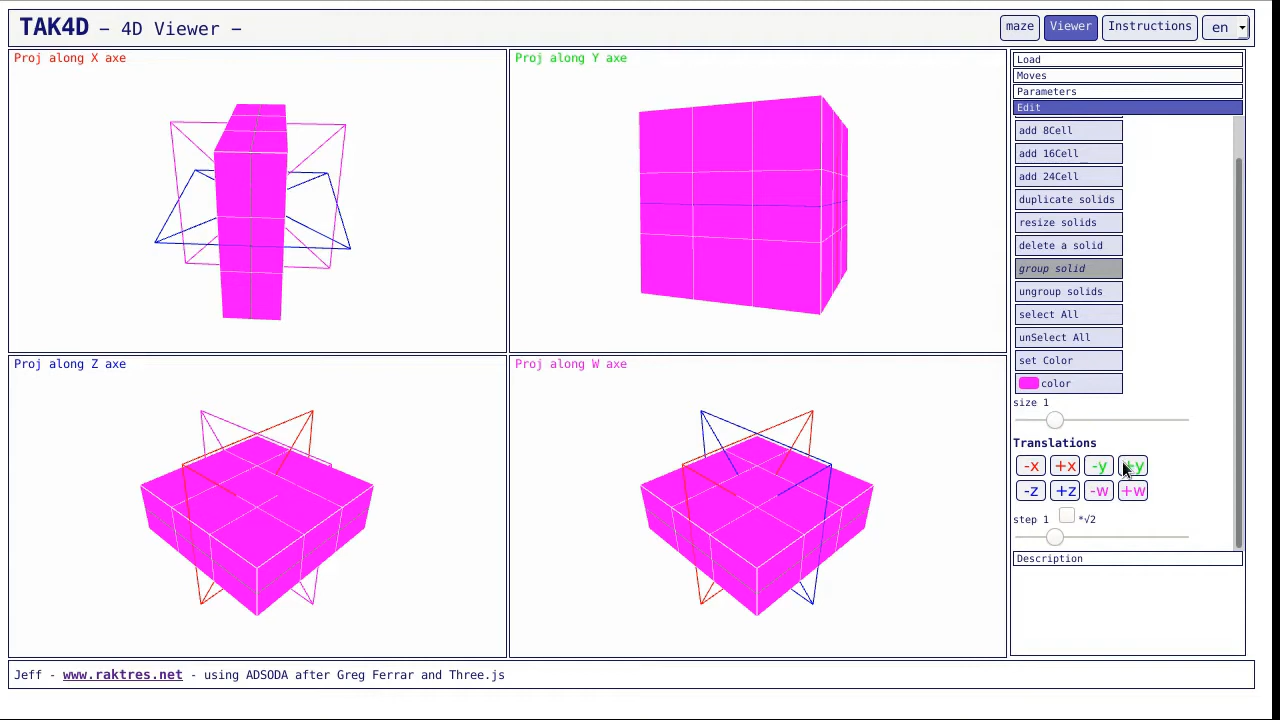 TAK4D – 4D Viewer –
maze Viewer Instructions en
Proj along X axe
Proj along Y axe
Proj along Z axe
Proj along W axe
Load
Moves
Parameters
Edit
add 8Cell
add 16Cell
add 24Cell
duplicate solids
resize solids
delete a solid
group solid
ungroup solids
select All
unSelect All
set Color
color
size 1
Translations
-x +x -y +y
-z +z -w +w
step 1 *√2
Description
Jeff - www.raktres.net - using ADSODA after Greg Ferrar and Three.js